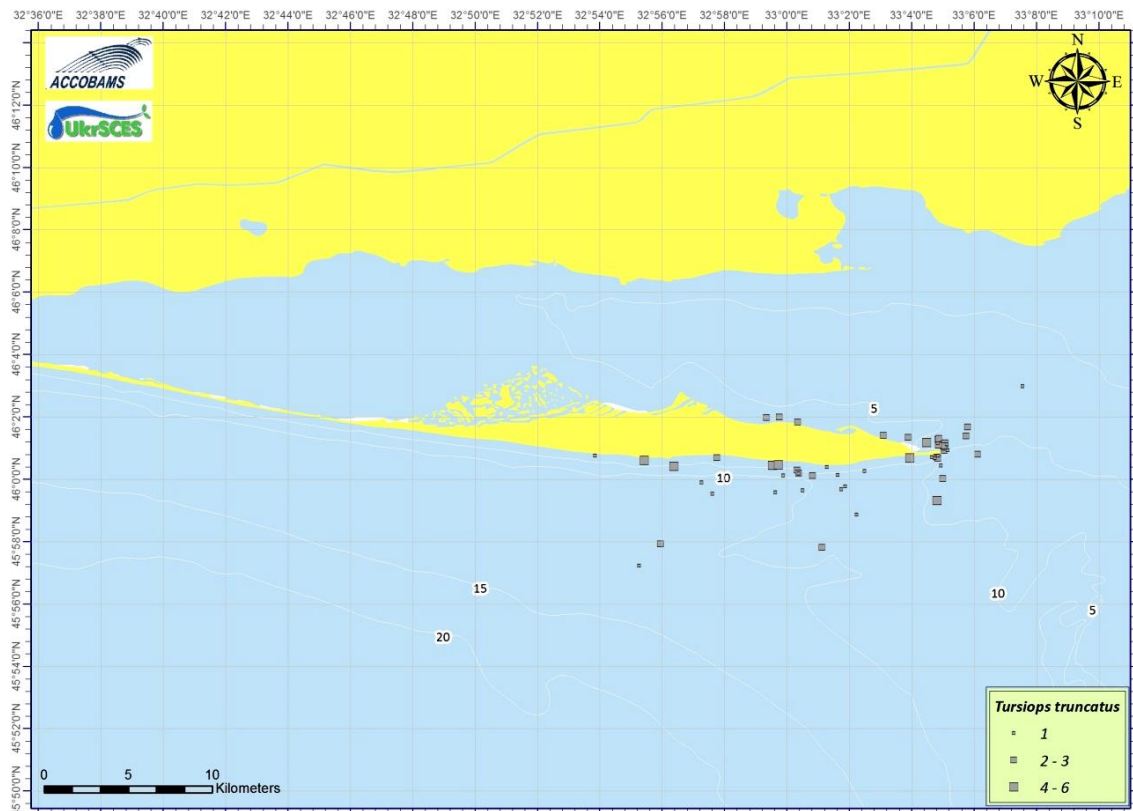 32°36'0"E 32°38'0"E 32°40'0"E 32°42'0"E 32°44'0"E 32°46'0"E 32°48'0"E 32°50'0"E 32°52'0"E 32°54'0"E 32°56'0"E 32°58'0"E 33°0'0"E 33°2'0"E 33°4'0"E 33°6'0"E 33°8'0"E 33°10'0"E
ACCOBAMS
UkrSCES
N
W E
S
46°12'0"N
46°10'0"N
46°8'0"N
46°6'0"N
46°4'0"N
46°2'0"N
46°0'0"N
45°58'0"N
45°56'0"N
45°54'0"N
45°52'0"N
45°50'0"N
5
10
15
10
5
20
Tursiops truncatus
1
2 - 3
4 - 6
0 5 10
Kilometers